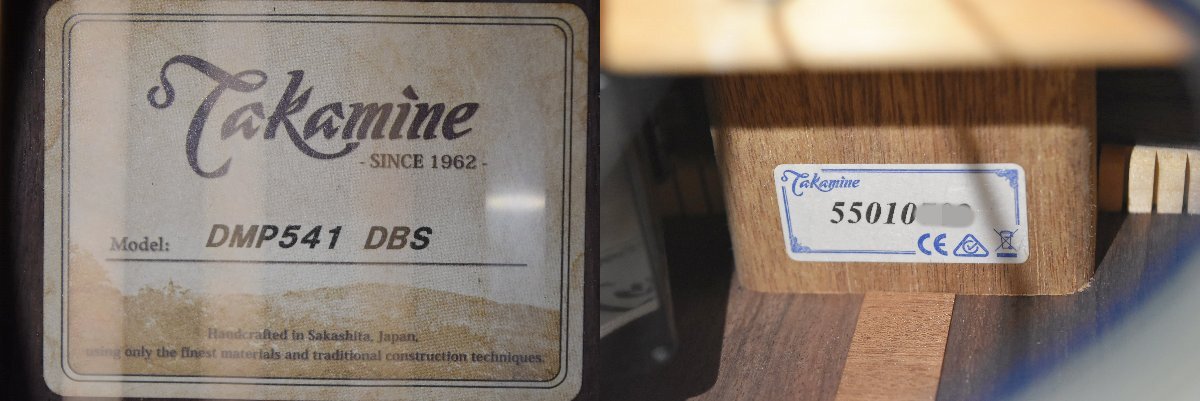 Takamine
- SINCE 1962 -
Model: DMP541 DBS
Handcrafted in Sakashita, Japan,
using only the finest materials and traditional construction techniques.
Takamine
55010
CE